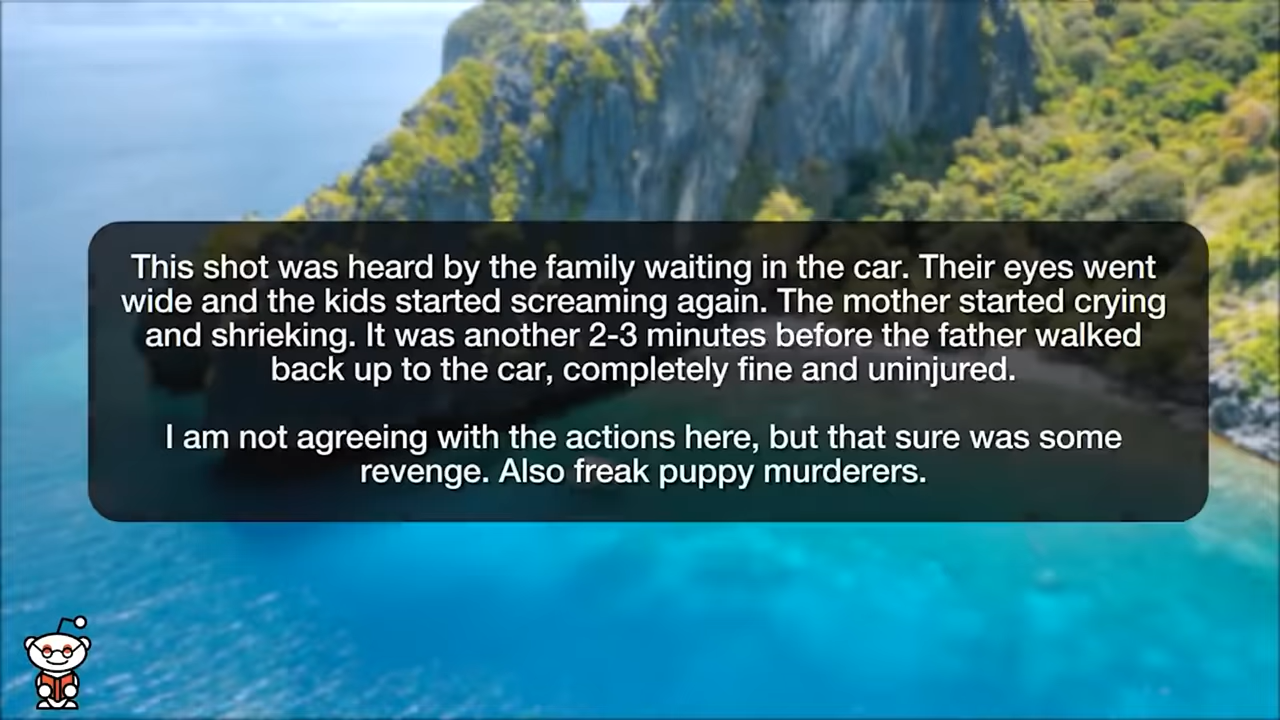 This shot was heard by the family waiting in the car. Their eyes went
wide and the kids started screaming again. The mother started crying
and shrieking. It was another 2-3 minutes before the father walked
back up to the car, completely fine and uninjured.
I am not agreeing with the actions here, but that sure was some
revenge. Also freak puppy murderers.